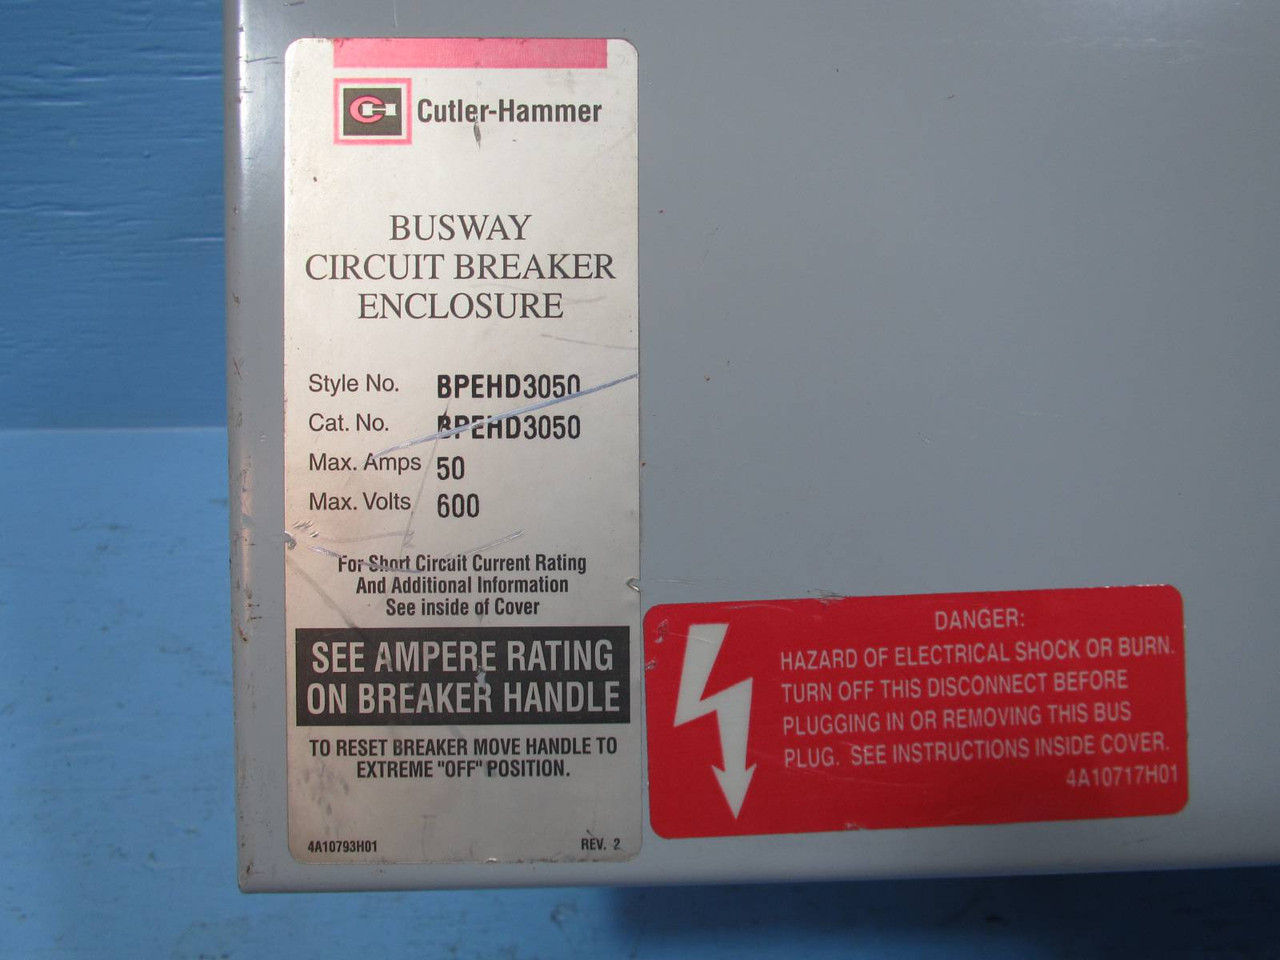 Cutler-Hammer
BUSWAY
CIRCUIT BREAKER
ENCLOSURE
Style No. BPEHD3050
Cat. No. BPEHD3050
Max. Amps 50
Max. Volts 600
For Short Circuit Current Rating
And Additional Information
See inside of Cover
SEE AMPERE RATING
ON BREAKER HANDLE
TO RESET BREAKER MOVE HANDLE TO
EXTREME "OFF" POSITION.
4A10793H01 REV. 2
DANGER:
HAZARD OF ELECTRICAL SHOCK OR BURN.
TURN OFF THIS DISCONNECT BEFORE
PLUGGING IN OR REMOVING THIS BUS
PLUG. SEE INSTRUCTIONS INSIDE COVER.
4A10717H01